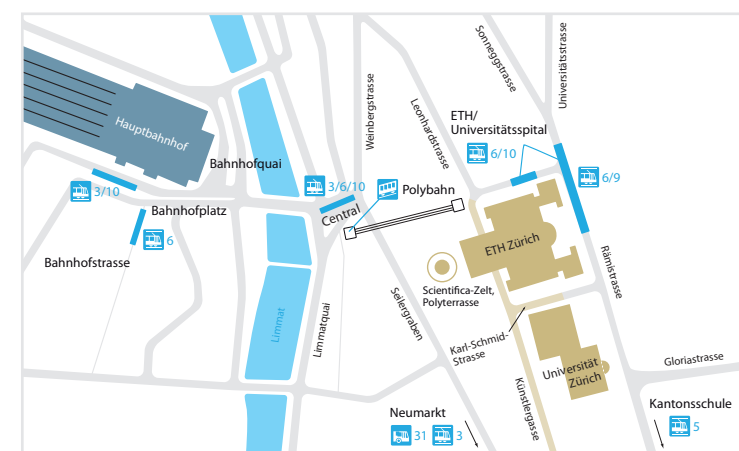 Sonneggstrasse
Universitätsstrasse
Weinbergstrasse
Leonhardstrasse
ETH/
Universitätsspital
6/10
6/9
Hauptbahnhof
Bahnhofquai
3/10
3/6/10
Polybahn
Central
Bahnhofplatz
6
Bahnhofstrasse
ETH Zürich
Rämistrasse
Scientifica-Zelt,
Polyterrasse
Seilergraben
Limmat
Limmatquai
Karl-Schmid-
Strasse
Universität
Zürich
Gloriastrasse
Künstlergasse
Neumarkt
31
3
Kantonsschule
5